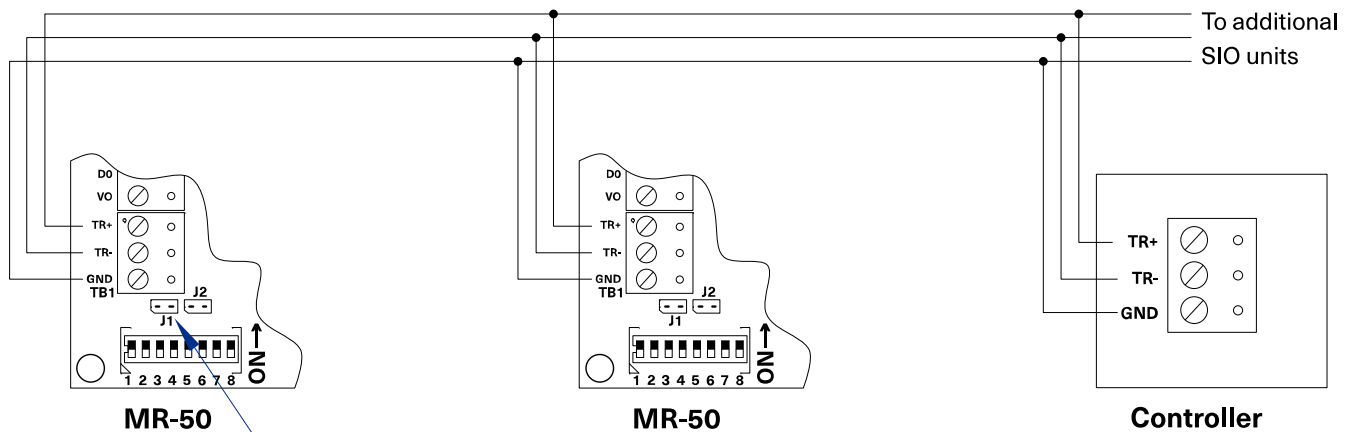 To additional
SIO units
D0
VO
TR+
TR-
GND
TB1
J2
J1
ON
1 2 3 4 5 6 7 8
MR-50
D0
VO
TR+
TR-
GND
TB1
J2
J1
ON
1 2 3 4 5 6 7 8
MR-50
TR+
TR-
GND
Controller